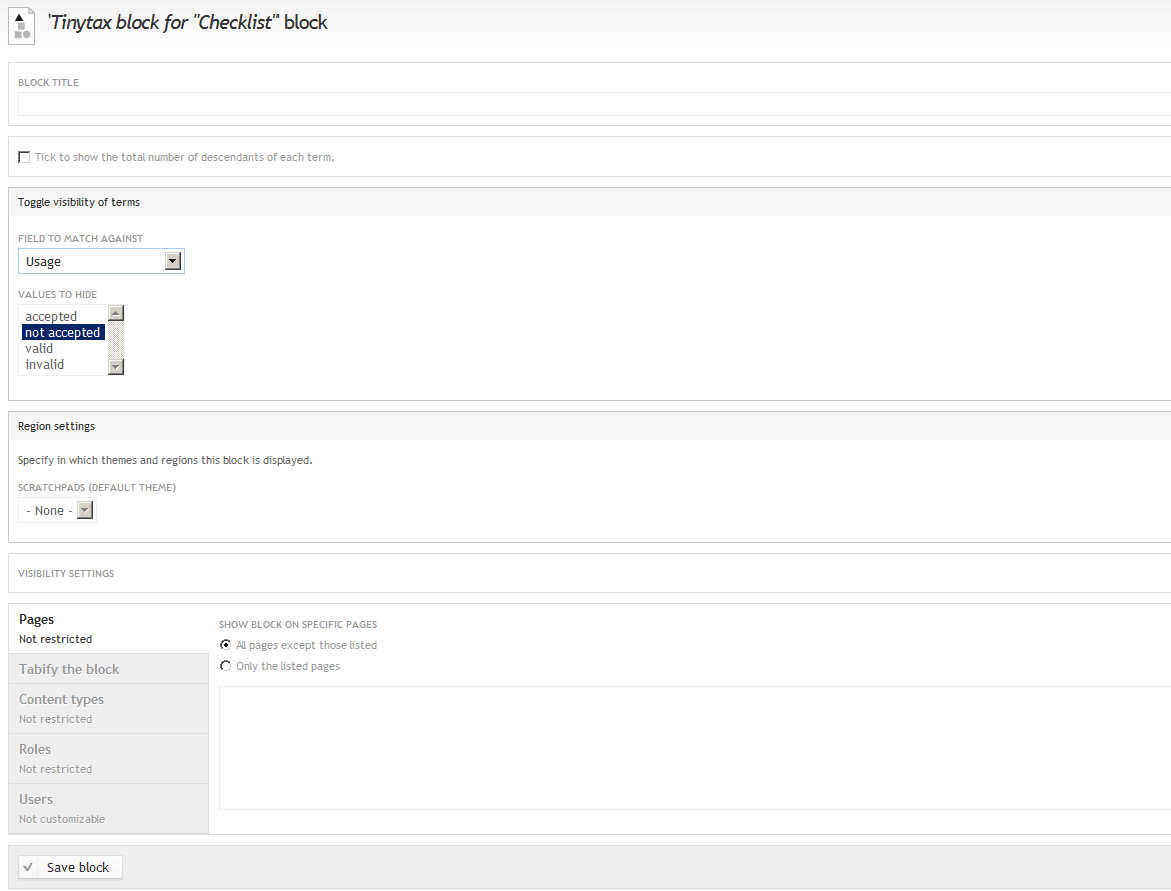 'Tinytax block for "Checklist"' block
BLOCK TITLE
Tick to show the total number of descendants of each term.
Toggle visibility of terms
FIELD TO MATCH AGAINST
Usage
VALUES TO HIDE
accepted
not accepted
valid
invalid
Region settings
Specify in which themes and regions this block is displayed.
SCRATCHPADS (DEFAULT THEME)
- None -
VISIBILITY SETTINGS
Pages
Not restricted
Tabify the block
Content types
Not restricted
Roles
Not restricted
Users
Not customizable
SHOW BLOCK ON SPECIFIC PAGES
All pages except those listed
Only the listed pages
Save block